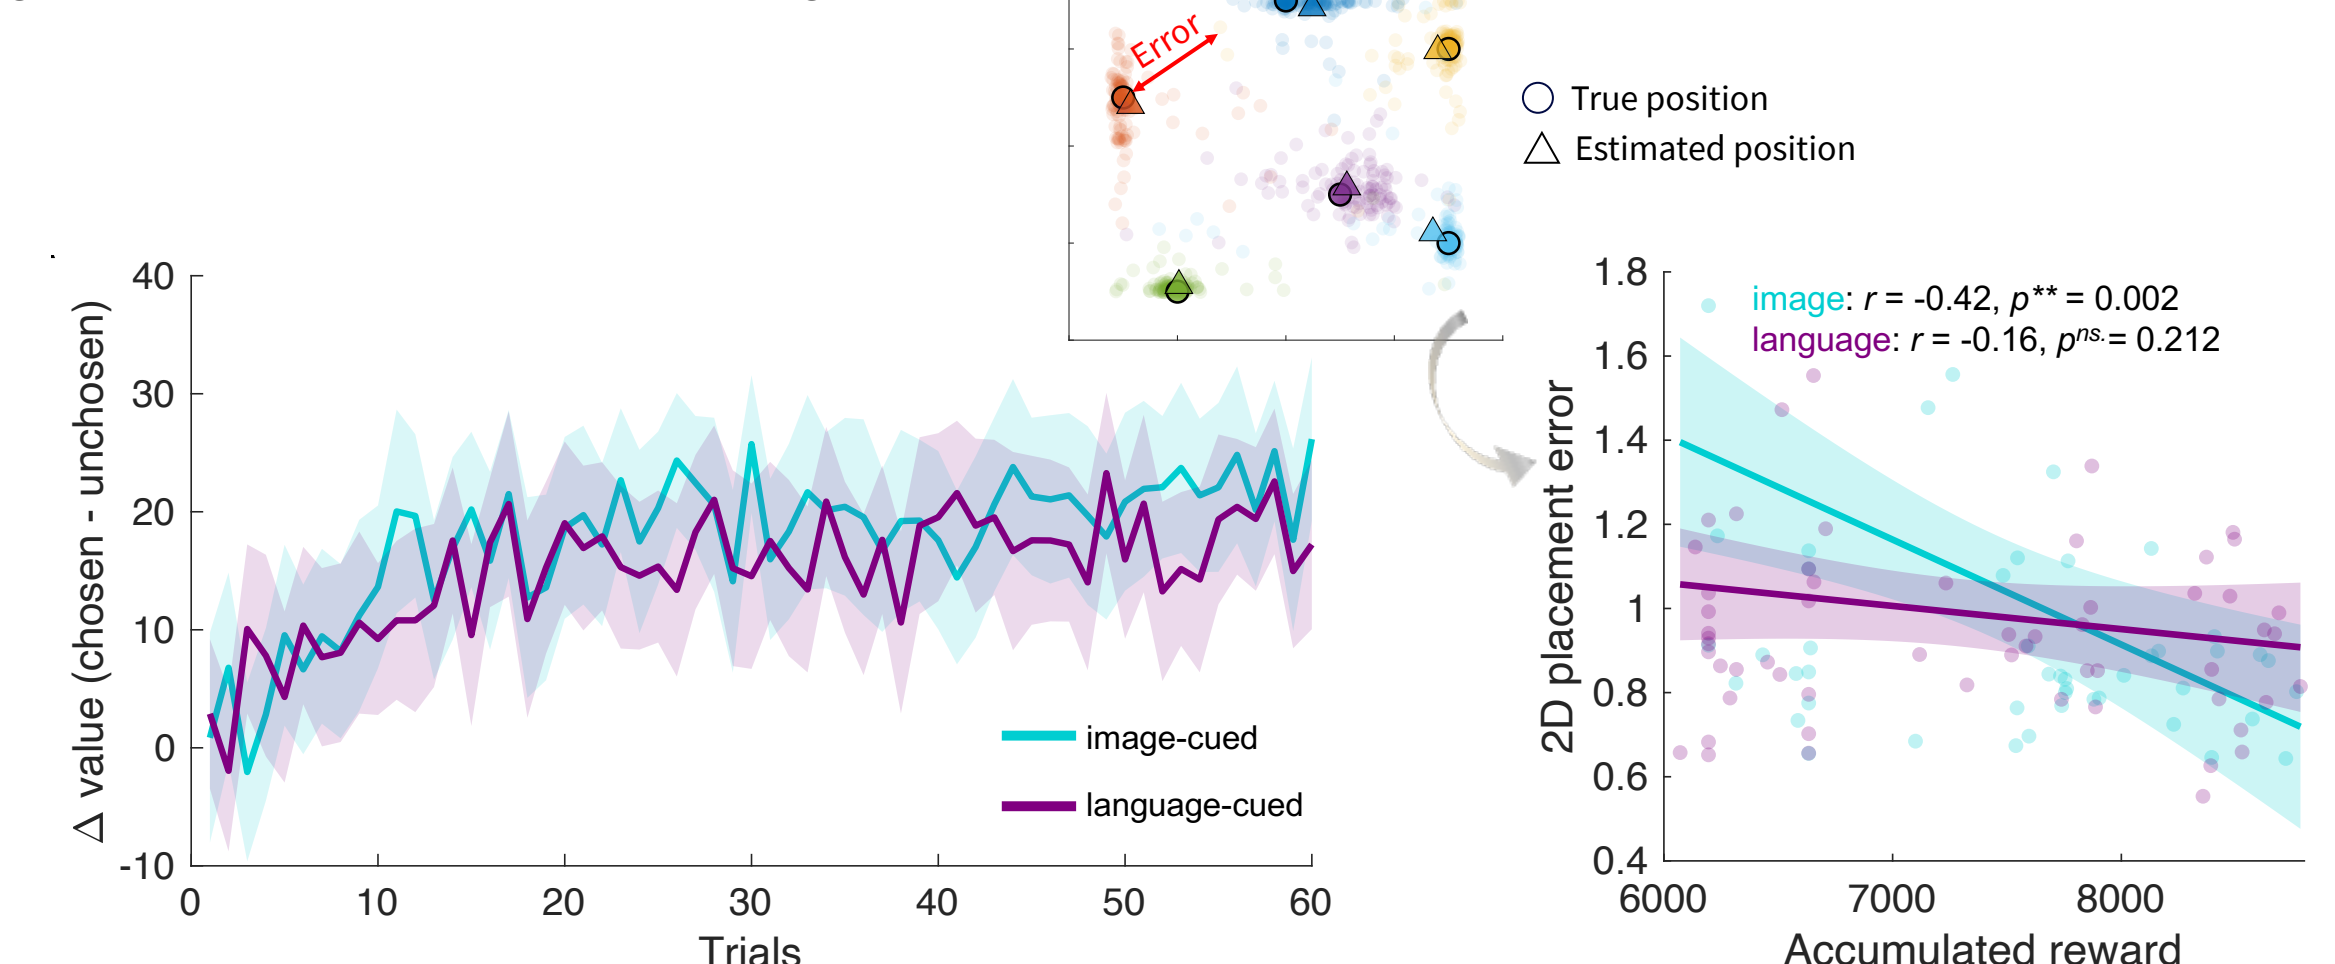 Error
True position
Estimated position
40
30
20
10
0
-10
Δ value (chosen - unchosen)
0 10 20 30 40 50 60
Trials
image-cued
language-cued
1.8
1.6
1.4
1.2
1
0.8
0.6
0.4
2D placement error
image: r = -0.42, p** = 0.002
language: r = -0.16, pns. = 0.212
6000 7000 8000
Accumulated reward